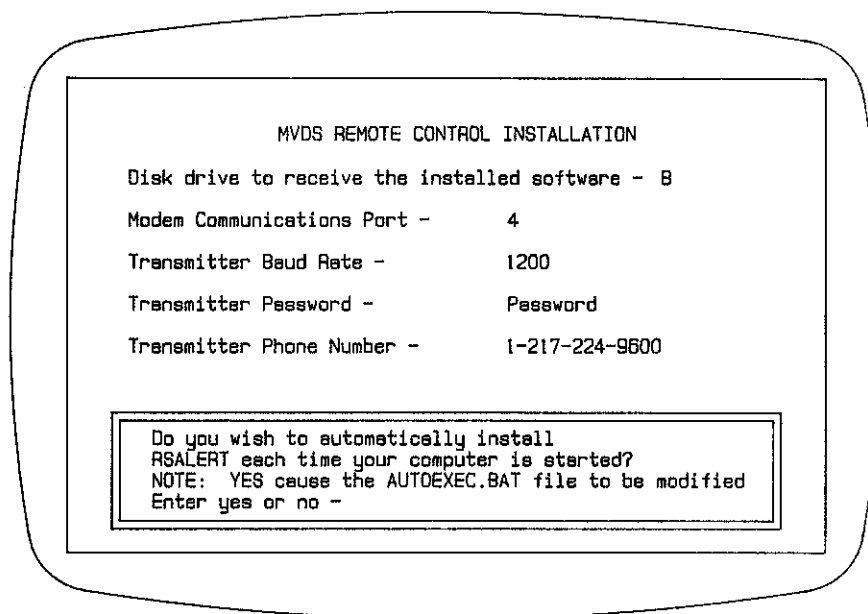 MVDS REMOTE CONTROL INSTALLATION
Disk drive to receive the installed software - B
Modem Communications Port - 4
Transmitter Baud Rate - 1200
Transmitter Password - Password
Transmitter Phone Number - 1-217-224-9600
Do you wish to automatically install
RSALERT each time your computer is started?
NOTE: YES cause the AUTOEXEC.BAT file to be modified
Enter yes or no -